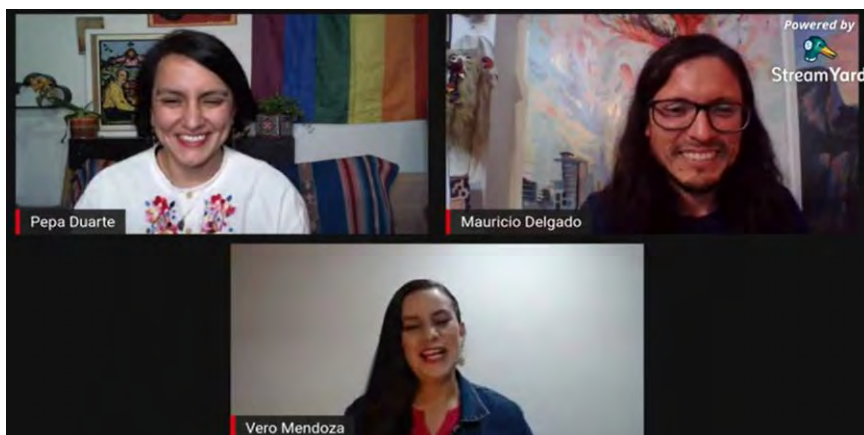 Powered by
StreamYard
Pepa Duarte
Mauricio Delgado
Vero Mendoza